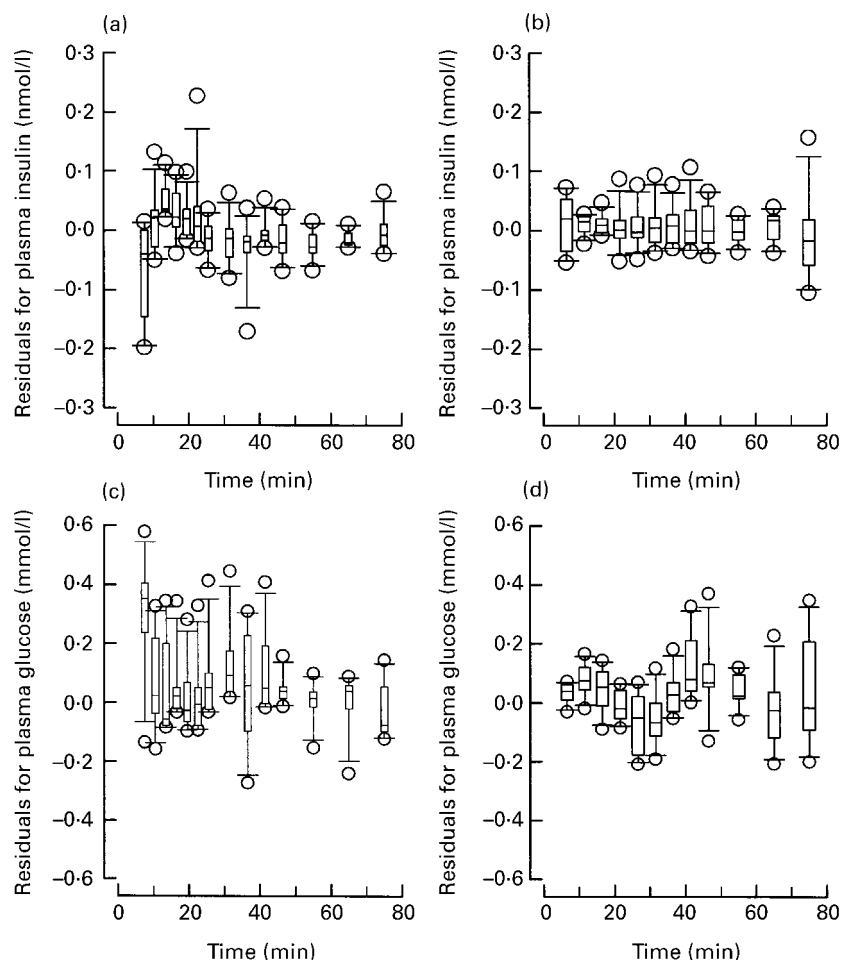 (a)
Residuals for plasma insulin (nmol/l)
0·3
0·2
0·1
0·0
–0·1
–0·2
–0·3
0 20 40 60 80
Time (min)
(b)
Residuals for plasma insulin (nmol/l)
0·3
0·2
0·1
0·0
–0·1
–0·2
–0·3
0 20 40 60 80
Time (min)
(c)
Residuals for plasma glucose (mmol/l)
0·6
0·4
0·2
0·0
–0·2
–0·4
–0·6
0 20 40 60 80
Time (min)
(d)
Residuals for plasma glucose (mmol/l)
0·6
0·4
0·2
0·0
–0·2
–0·4
–0·6
0 20 40 60 80
Time (min)